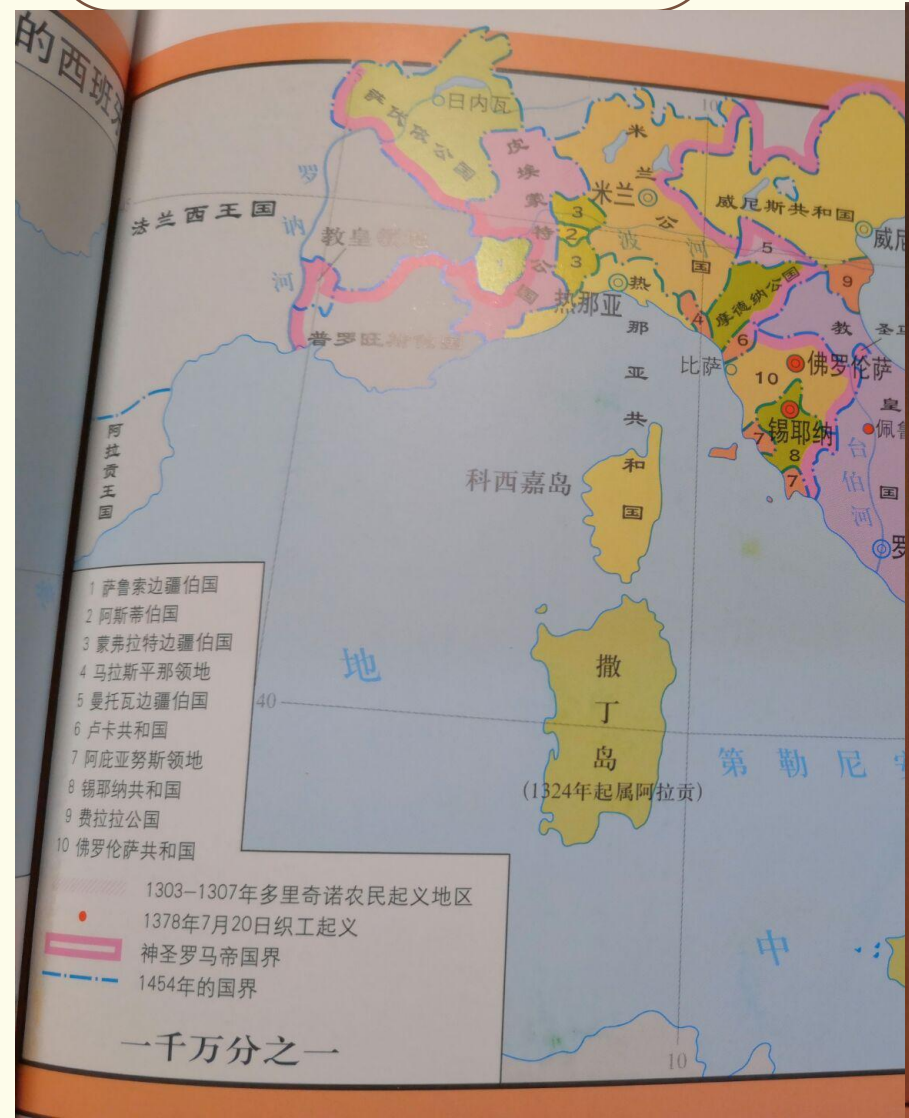 的西班牙
日内瓦
萨伏依公国
10
米兰公国
虎埃蒙特公国
罗讷河
法兰西王国
米兰
威尼斯共和国
威尼
3
2
3
波河
5
9
教皇领地
热那亚
热那亚共和国
4
摩德纳公国
6
教皇国
圣马
普罗旺斯伯国
比萨
10
佛罗伦萨
锡耶纳
佩鲁
7
8
7
台伯河
罗
阿拉贡王国
科西嘉岛
1 萨鲁索边疆伯国
2 阿斯蒂伯国
3 蒙弗拉特边疆伯国
4 马拉斯平那领地
5 曼托瓦边疆伯国
6 卢卡共和国
7 阿庇亚努斯领地
8 锡耶纳共和国
9 费拉拉公国
10 佛罗伦萨共和国
地
40
撒丁岛
(1324年起属阿拉贡)
第勒尼安
中
1303–1307年多里奇诺农民起义地区
1378年7月20日织工起义
神圣罗马帝国国界
1454年的国界
一千万分之一
10